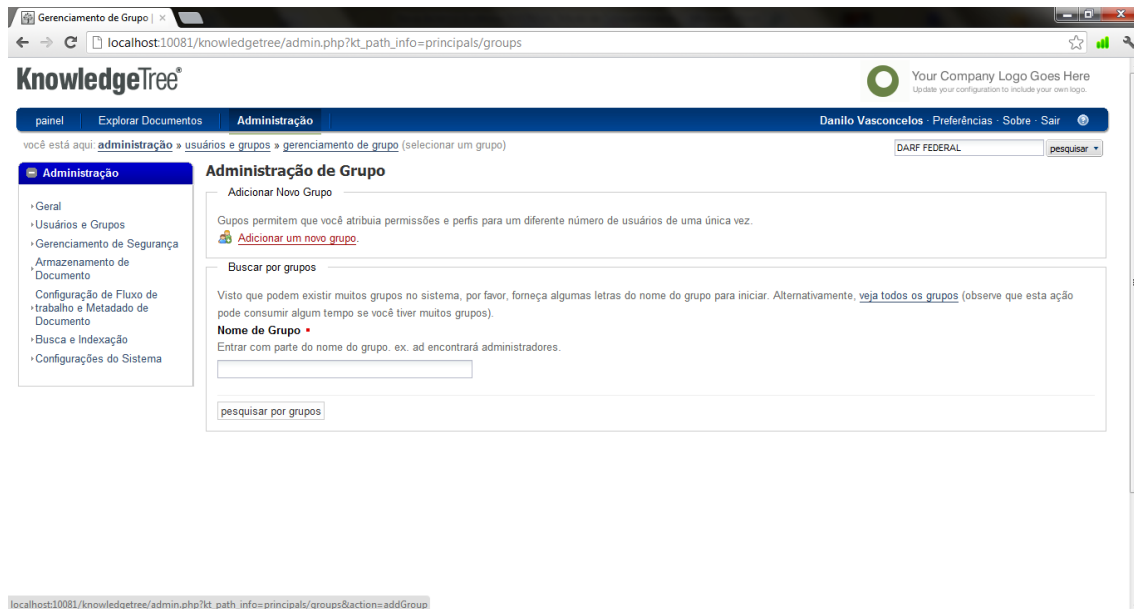 Gerenciamento de Grupo |
localhost:10081/knowledgetree/admin.php?kt_path_info=principals/groups
KnowledgeTree®
Your Company Logo Goes Here
Update your configuration to include your own logo.
painel
Explorar Documentos
Administração
Danilo Vasconcelos · Preferências · Sobre · Sair
você está aqui: administração » usuários e grupos » gerenciamento de grupo (selecionar um grupo)
DARF FEDERAL
pesquisar
Administração
Geral
Usuários e Grupos
Gerenciamento de Segurança
Armazenamento de
Documento
Configuração de Fluxo de
trabalho e Metadado de
Documento
Busca e Indexação
Configurações do Sistema
Administração de Grupo
Adicionar Novo Grupo
Gupos permitem que você atribuia permissões e perfis para um diferente número de usuários de uma única vez.
Adicionar um novo grupo.
Buscar por grupos
Visto que podem existir muitos grupos no sistema, por favor, forneça algumas letras do nome do grupo para iniciar. Alternativamente, veja todos os grupos (observe que esta ação
pode consumir algum tempo se você tiver muitos grupos).
Nome de Grupo
Entrar com parte do nome do grupo. ex. ad encontrará administradores.
pesquisar por grupos
localhost:10081/knowledgetree/admin.php?kt_path_info=principals/groups&action=addGroup